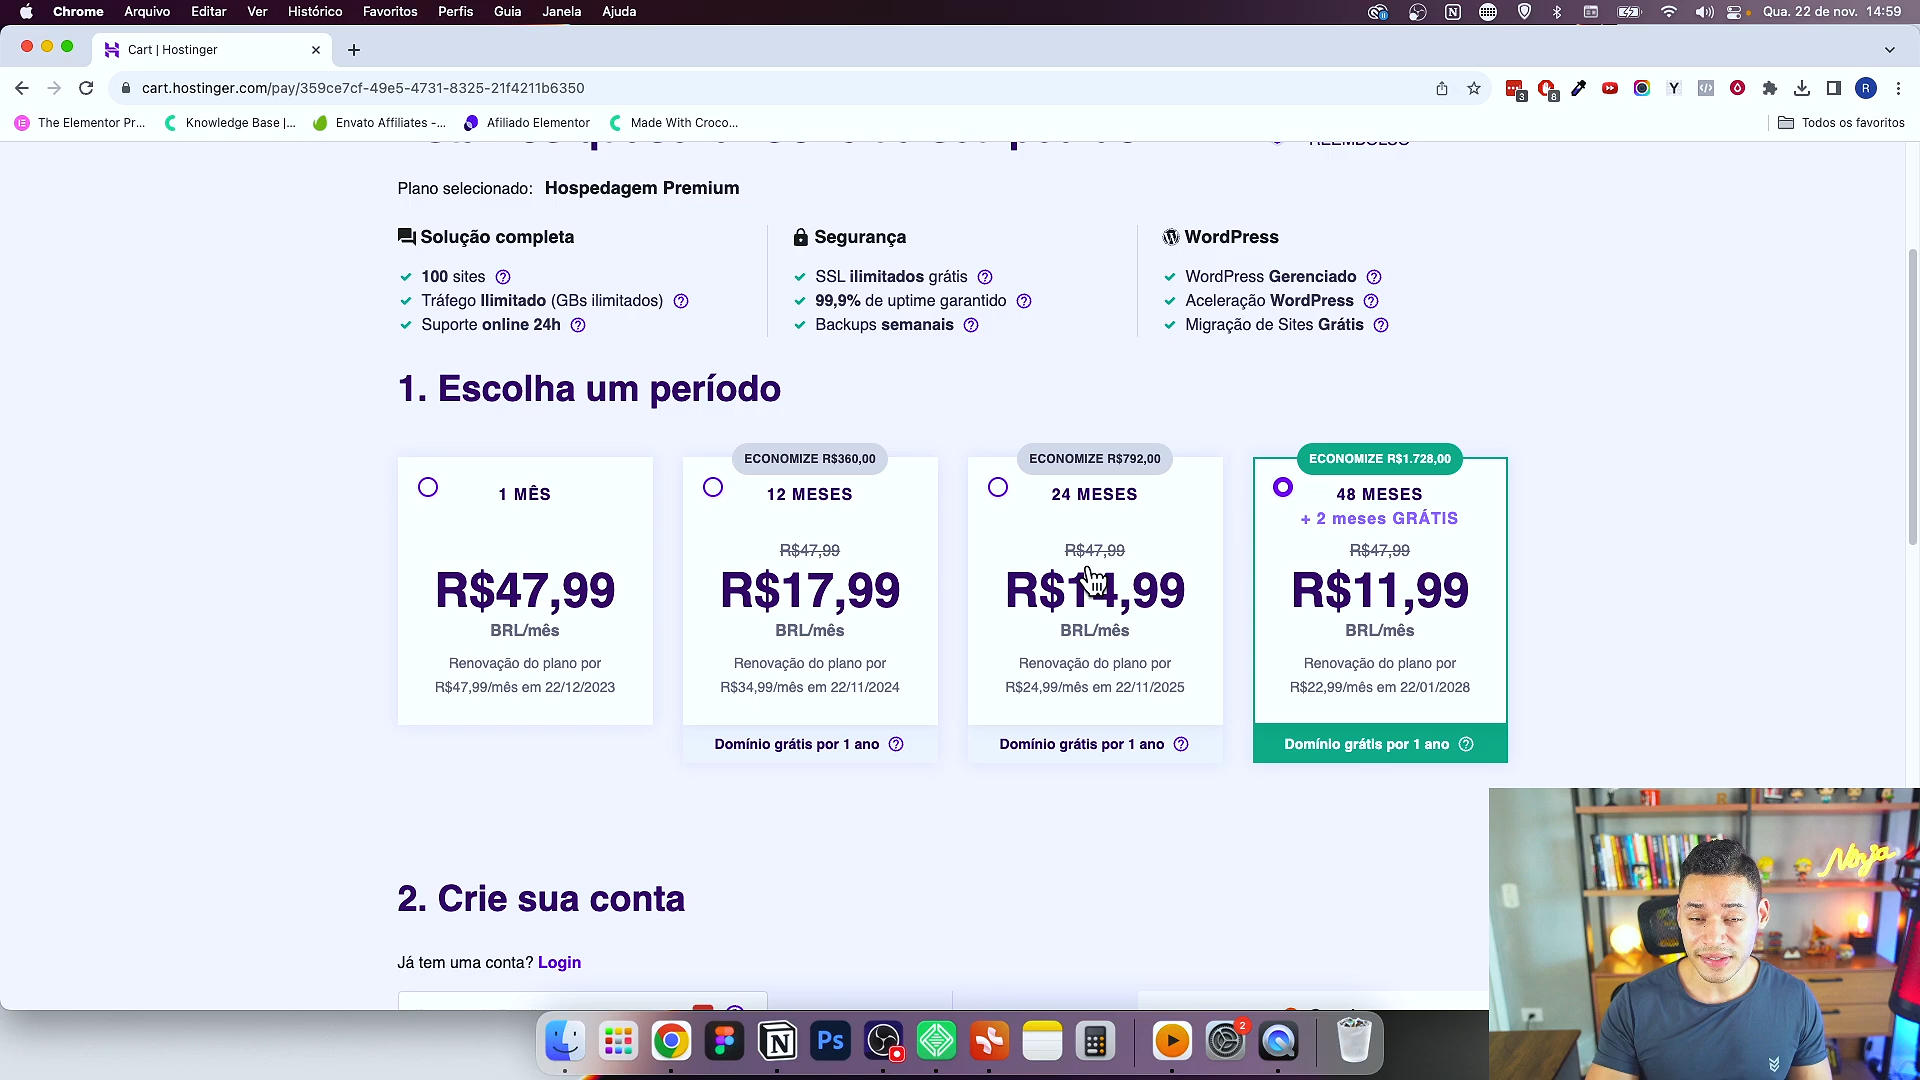 Chrome Arquivo Editar Ver Histórico Favoritos Perfis Guia Janela Ajuda
Qua. 22 de nov. 14:59
Cart | Hostinger
cart.hostinger.com/pay/359ce7cf-49e5-4731-8325-21f4211b6350
3
8
Y
R
The Elementor Pr...
Knowledge Base |...
Envato Affiliates -...
Afiliado Elementor
Made With Croco...
Todos os favoritos
REEMBOLSO
Plano selecionado: Hospedagem Premium
Solução completa
100 sites
Tráfego Ilimitado (GBs ilimitados)
Suporte online 24h
Segurança
SSL ilimitados grátis
99,9% de uptime garantido
Backups semanais
WordPress
WordPress Gerenciado
Aceleração WordPress
Migração de Sites Grátis
1. Escolha um período
1 MÊS
R$47,99
BRL/mês
Renovação do plano por
R$47,99/mês em 22/12/2023
ECONOMIZE R$360,00
12 MESES
R$47,99
R$17,99
BRL/mês
Renovação do plano por
R$34,99/mês em 22/11/2024
Domínio grátis por 1 ano
ECONOMIZE R$792,00
24 MESES
R$47,99
R$14,99
BRL/mês
Renovação do plano por
R$24,99/mês em 22/11/2025
Domínio grátis por 1 ano
ECONOMIZE R$1.728,00
48 MESES
+ 2 meses GRÁTIS
R$47,99
R$11,99
BRL/mês
Renovação do plano por
R$22,99/mês em 22/01/2028
Domínio grátis por 1 ano
2. Crie sua conta
Já tem uma conta? Login
Ninja
Ps
2